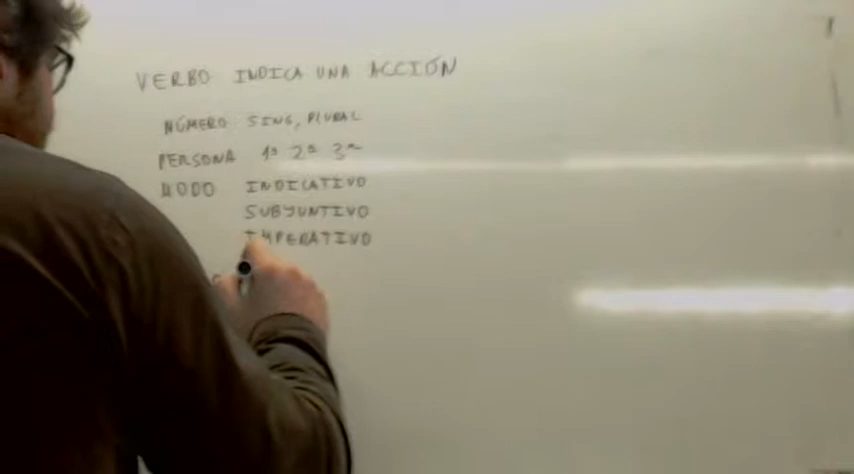 VERBO INDICA UNA ACCIÓN
NÚMERO SING, PLURAL
PERSONA 1ª 2ª 3ª
MODO INDICATIVO
SUBJUNTIVO
IMPERATIVO